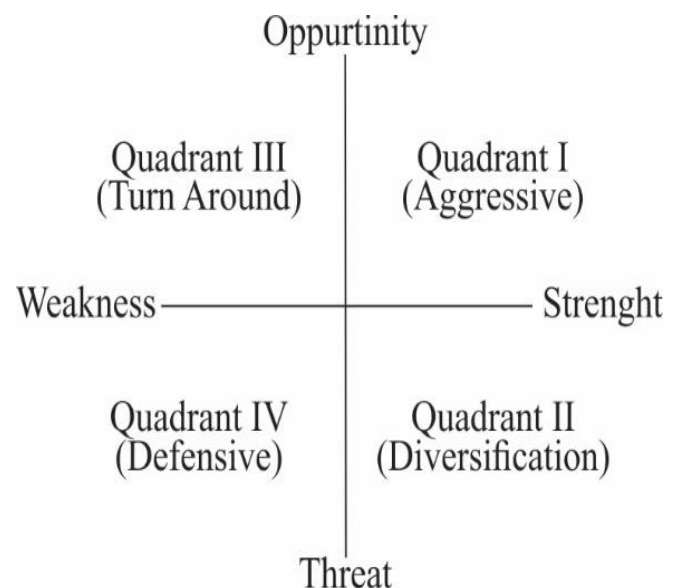 Oppurtinity
Quadrant III
(Turn Around)
Quadrant I
(Aggressive)
Weakness
Strenght
Quadrant IV
(Defensive)
Quadrant II
(Diversification)
Threat